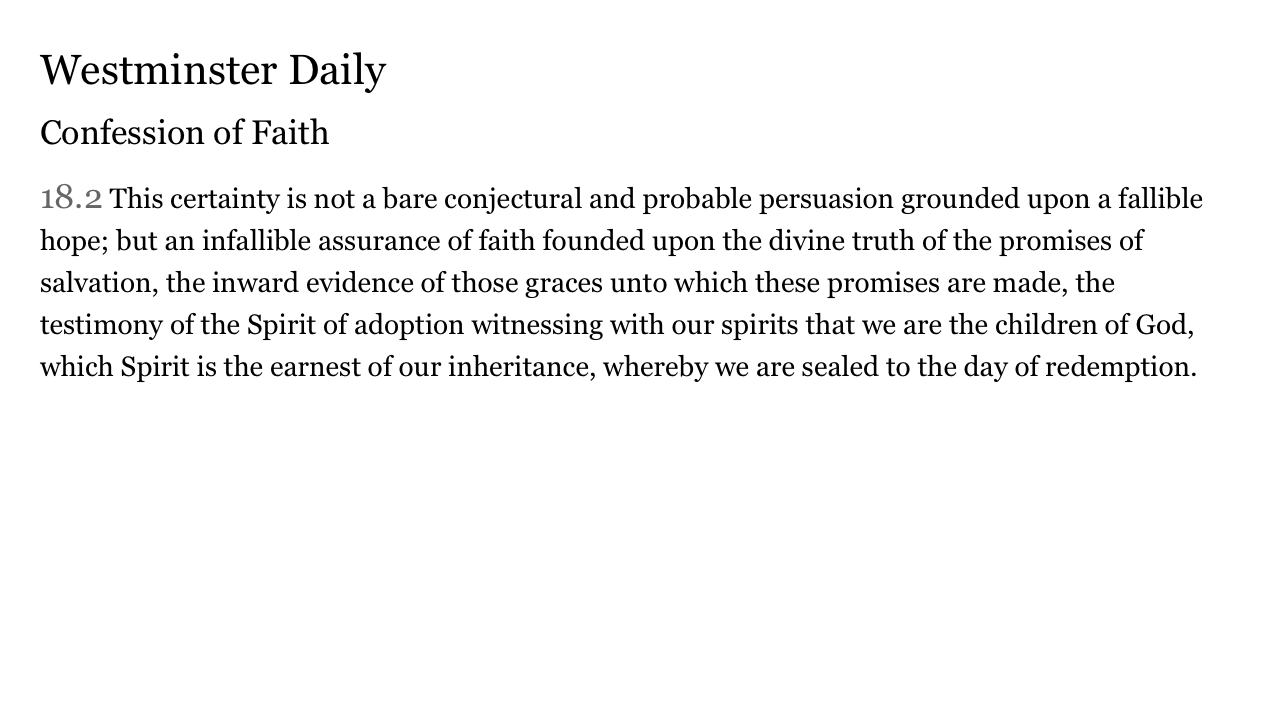 Westminster Daily
Confession of Faith
18.2 This certainty is not a bare conjectural and probable persuasion grounded upon a fallible
hope; but an infallible assurance of faith founded upon the divine truth of the promises of
salvation, the inward evidence of those graces unto which these promises are made, the
testimony of the Spirit of adoption witnessing with our spirits that we are the children of God,
which Spirit is the earnest of our inheritance, whereby we are sealed to the day of redemption.